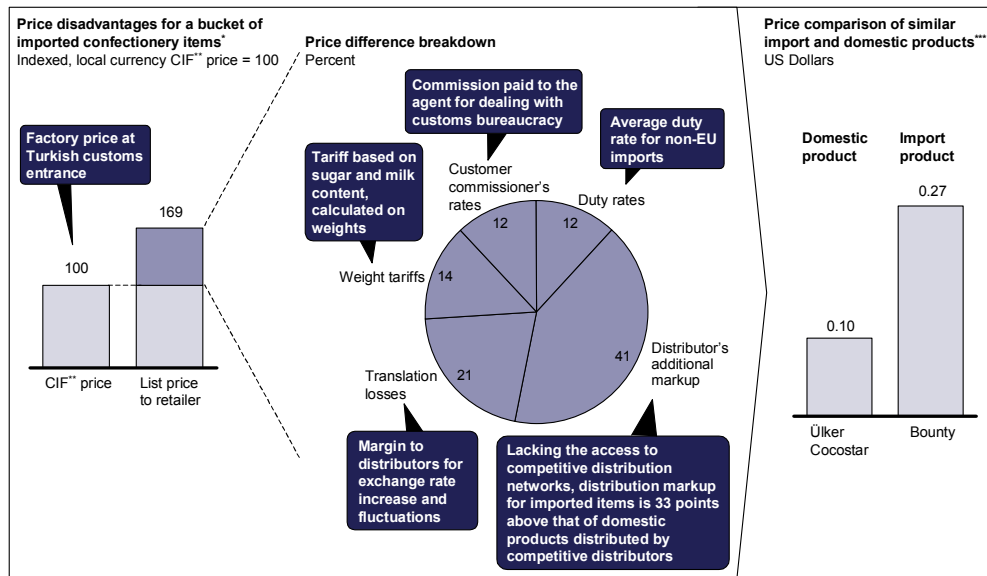 Price disadvantages for a bucket of
imported confectionery items*
Indexed, local currency CIF** price = 100
Factory price at
Turkish customs
entrance
169
100
CIF** price
List price
to retailer
Price difference breakdown
Percent
Commission paid to the
agent for dealing with
customs bureaucracy
Average duty
rate for non-EU
imports
Tariff based on
sugar and milk
content,
calculated on
weights
Customer
commissioner's
rates
Duty rates
12
12
Weight tariffs
14
41
Distributor's
additional
markup
Translation
losses
21
Margin to
distributors for
exchange rate
increase and
fluctuations
Lacking the access to
competitive distribution
networks, distribution markup
for imported items is 33 points
above that of domestic
products distributed by
competitive distributors
Price comparison of similar
import and domestic products***
US Dollars
Domestic
product
Import
product
0.27
0.10
Ülker
Cocostar
Bounty